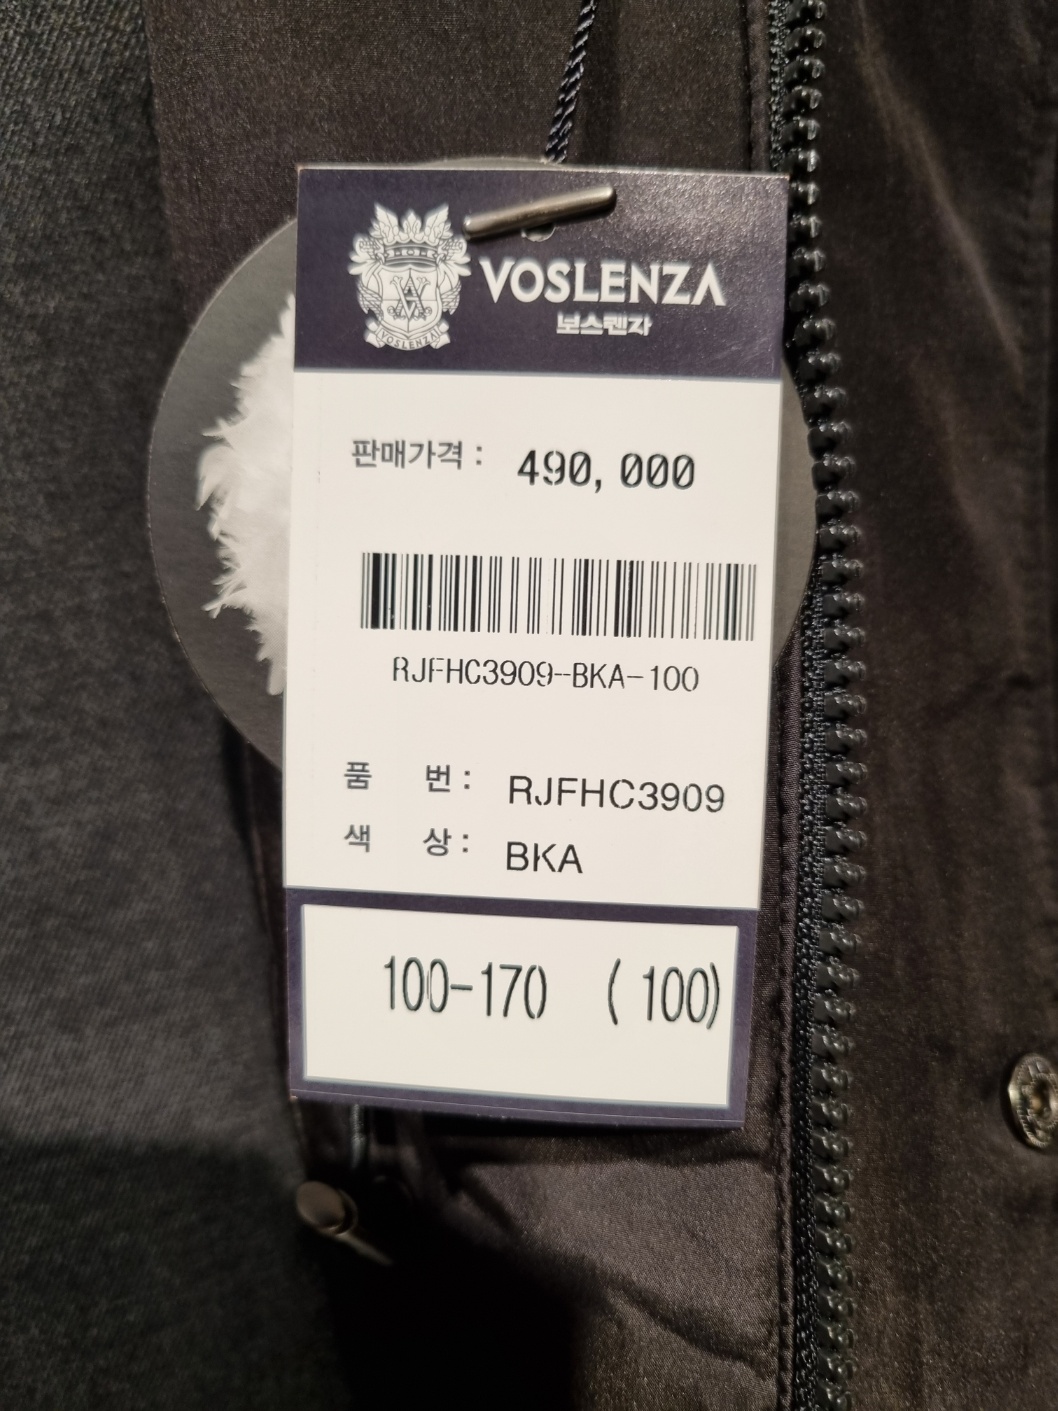 VOSLENZA
보스렌자
VOSLENZA
판매가격 : 490, 000
RJFHC3909-BKA-100
품 번 : RJFHC3909
색 상 : BKA
100-170 ( 100)